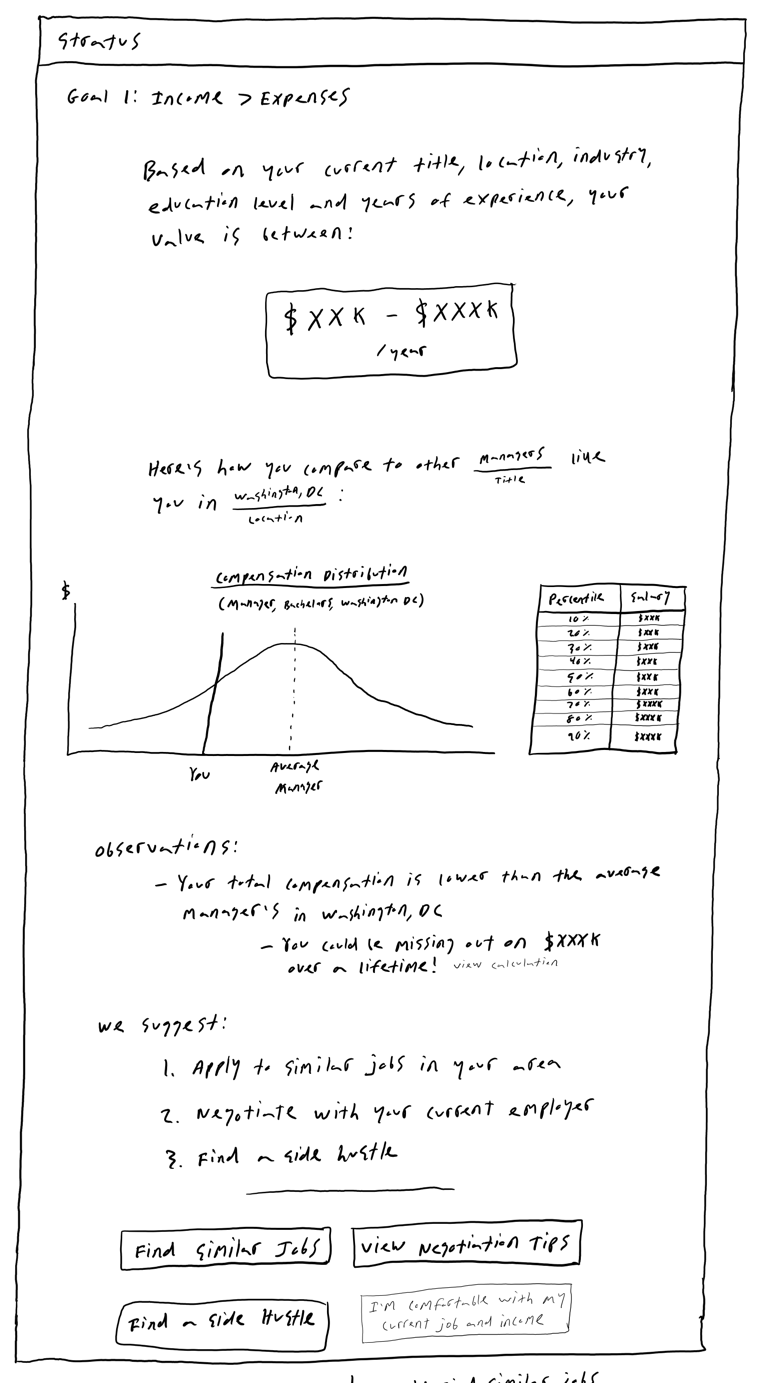 Stratus
Goal 1: Income > Expenses
Based on your current title, location, industry,
education level and years of experience, your
value is between:
$XXK - $XXXK
/year
Here's how you compare to other Managers like
Title
you in Washington, DC :
Location
$
Compensation Distribution
(Manager, Bachelors, Washington DC)
You
Average
Manager
Percentile Salary
10% $XXK
20% $XXK
30% $XXK
40% $XXK
50% $XXK
60% $XXK
70% $XXXK
80% $XXXK
90% $XXXK
Observations:
- Your total compensation is lower than the average
Manager's in Washington, DC
- You could be missing out on $XXXK
over a lifetime! view calculation
We suggest:
1. Apply to similar jobs in your area
2. Negotiate with your current employer
3. Find a side hustle
Find Similar Jobs
View Negotiation Tips
Find a Side Hustle
I'm comfortable with my
current job and income
similar jobs